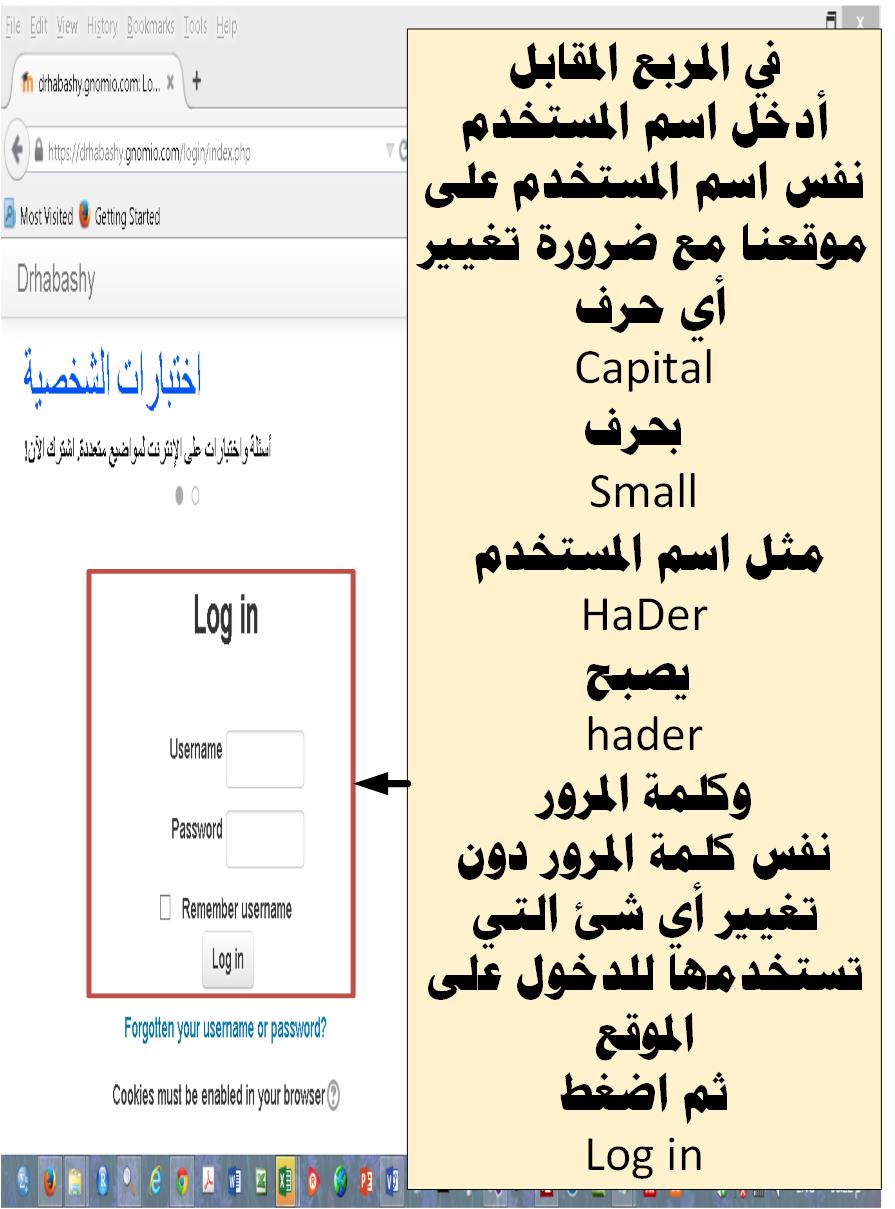 File Edit View History Bookmarks Tools Help
drhabashy.gnomio.com: Lo...
https://drhabashy.gnomio.com/login/index.php
Most Visited Getting Started
Drhabashy
اختبارات الشخصية
أسئلة واختبارات على الإنترنت لمواضيع متعددة. اشترك الآن!
Log in
Username
Password
Remember username
Log in
Forgotten your username or password?
Cookies must be enabled in your browser
في المربع المقابل
أدخل اسم المستخدم
نفس اسم المستخدم على
موقعنا مع ضرورة تغيير
أي حرف
Capital
بحرف
Small
مثل اسم المستخدم
HaDer
يصبح
hader
وكلمة المرور
نفس كلمة المرور دون
تغيير أي شئ التي
تستخدمها للدخول على
الموقع
ثم اضغط
Log in